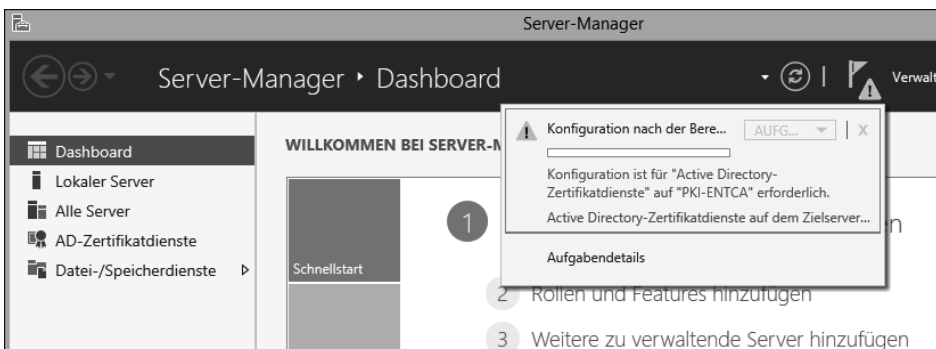 Server-Manager
Server-Manager • Dashboard
Verwalt
Dashboard
Lokaler Server
Alle Server
AD-Zertifikatdienste
Datei-/Speicherdienste
WILLKOMMEN BEI SERVER-M
Konfiguration nach der Bere...
AUFG...
X
Konfiguration ist für "Active Directory-
Zertifikatdienste" auf "PKI-ENTCA" erforderlich.
Active Directory-Zertifikatdienste auf dem Zielserver...
Aufgabendetails
1
en
Schnellstart
2 Rollen und Features hinzufügen
3 Weitere zu verwaltende Server hinzufügen